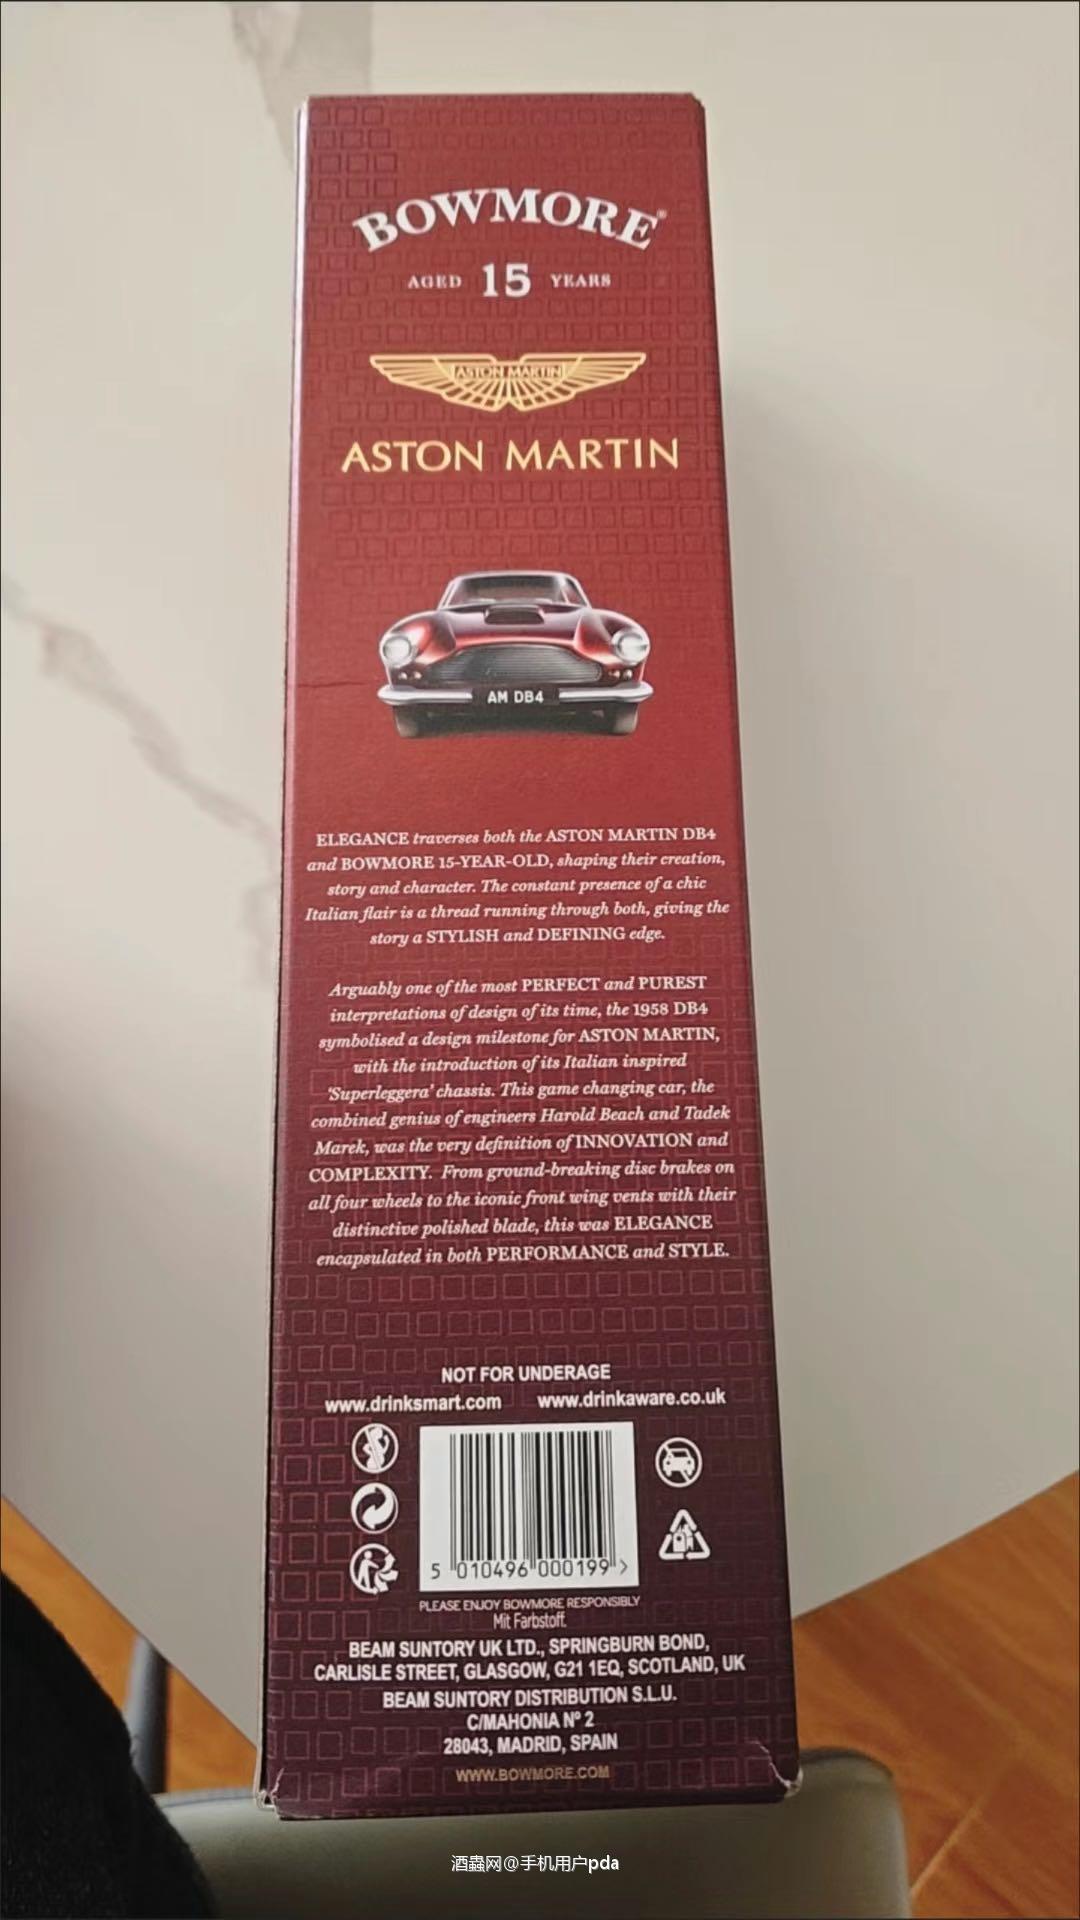 BOWMORE®
AGED 15 YEARS
ASTON MARTIN
ASTON MARTIN
AM DB4
ELEGANCE traverses both the ASTON MARTIN DB4
and BOWMORE 15-YEAR-OLD, shaping their creation,
story and character. The constant presence of a chic
Italian flair is a thread running through both, giving the
story a STYLISH and DEFINING edge.
Arguably one of the most PERFECT and PUREST
interpretations of design of its time, the 1958 DB4
symbolised a design milestone for ASTON MARTIN,
with the introduction of its Italian inspired
‘Superleggera’ chassis. This game changing car, the
combined genius of engineers Harold Beach and Tadek
Marek, was the very definition of INNOVATION and
COMPLEXITY. From ground-breaking disc brakes on
all four wheels to the iconic front wing vents with their
distinctive polished blade, this was ELEGANCE
encapsulated in both PERFORMANCE and STYLE.
NOT FOR UNDERAGE
www.drinksmart.com www.drinkaware.co.uk
5 010496 000199 >
PLEASE ENJOY BOWMORE RESPONSIBLY
Mit Farbstoff.
BEAM SUNTORY UK LTD., SPRINGBURN BOND,
CARLISLE STREET, GLASGOW, G21 1EQ, SCOTLAND, UK
BEAM SUNTORY DISTRIBUTION S.L.U.
C/MAHONIA Nº 2
28043, MADRID, SPAIN
WWW.BOWMORE.COM
酒蟲网@手机用户pda